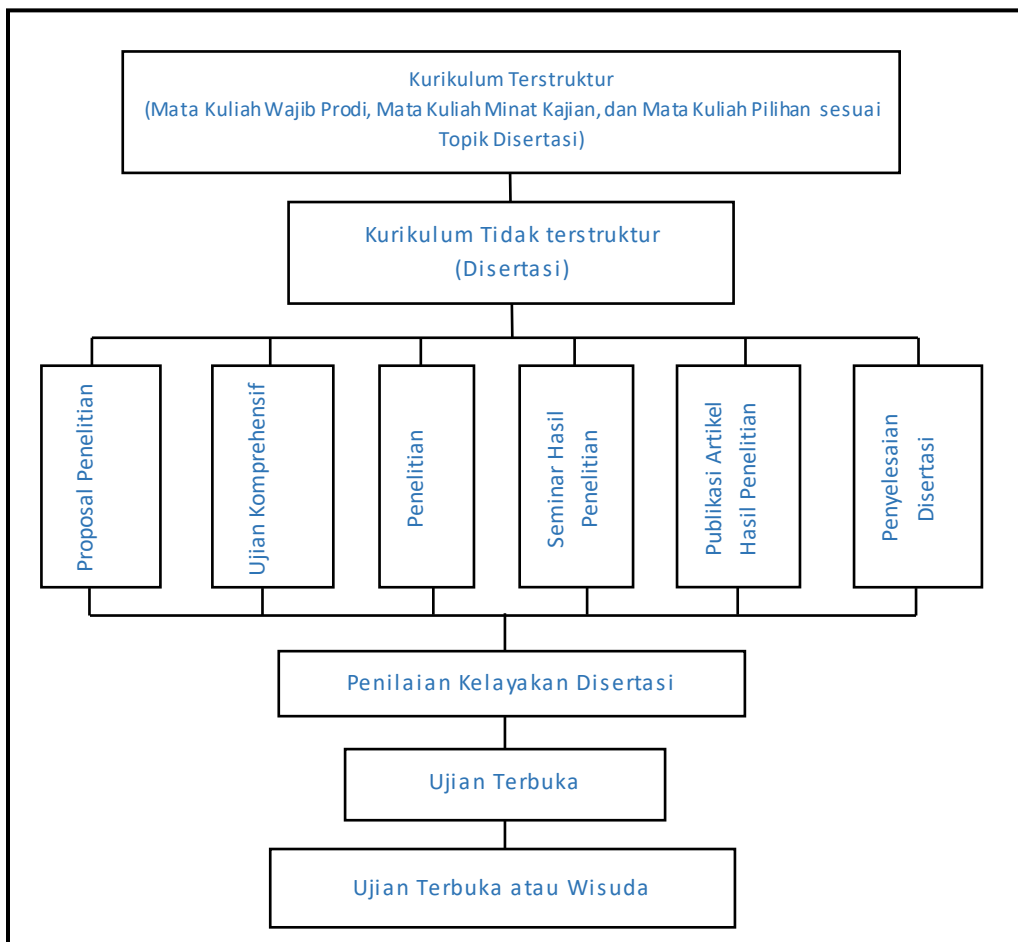 Kurikulum Terstruktur
(Mata Kuliah Wajib Prodi, Mata Kuliah Minat Kajian, dan Mata Kuliah Pilihan sesuai
Topik Disertasi)
Kurikulum Tidak terstruktur
(Disertasi)
Proposal Penelitian
Ujian Komprehensif
Penelitian
Seminar Hasil
Penelitian
Publikasi Artikel
Hasil Penelitian
Penyelesaian
Disertasi
Penilaian Kelayakan Disertasi
Ujian Terbuka
Ujian Terbuka atau Wisuda